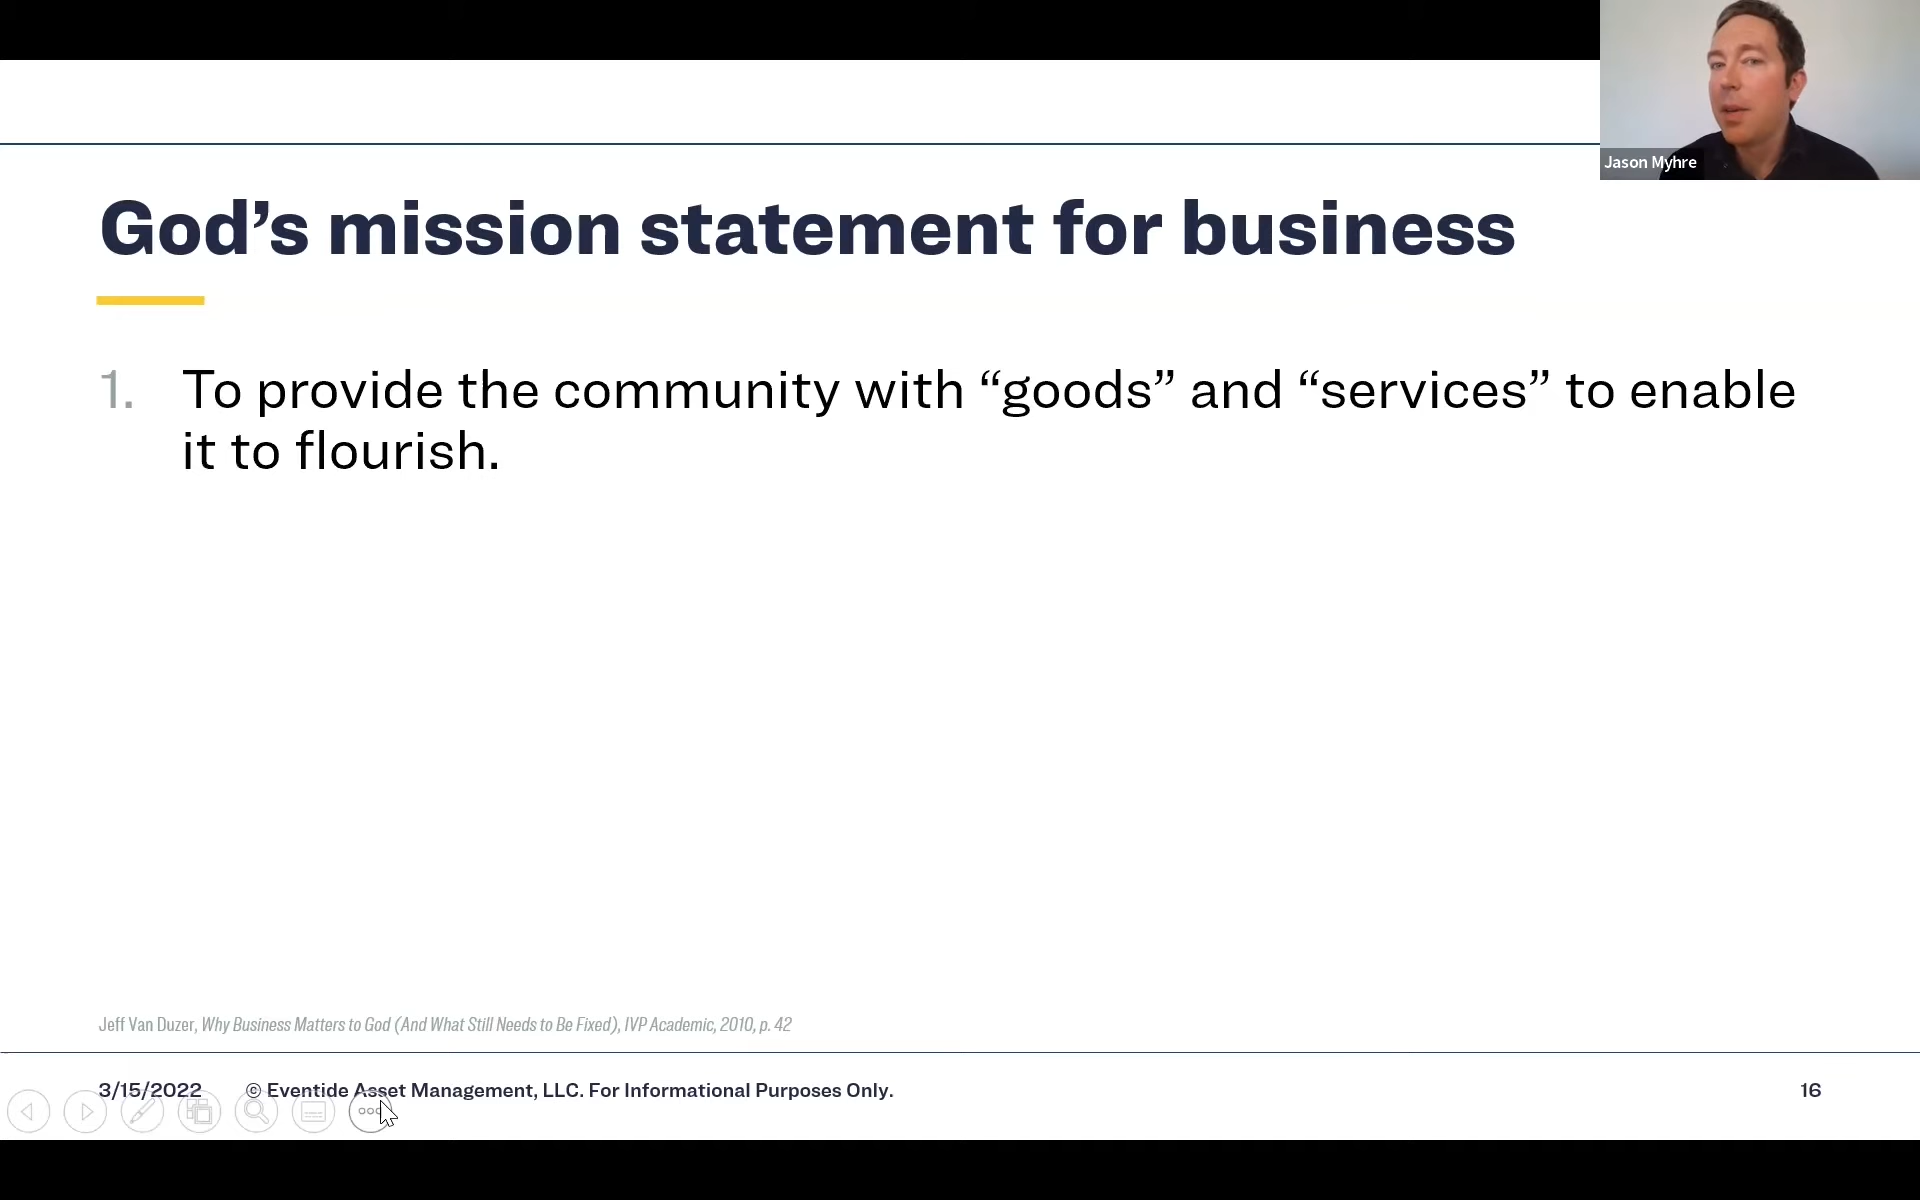 Jason Myhre
God’s mission statement for business
1. To provide the community with “goods” and “services” to enable
it to flourish.
Jeff Van Duzer, Why Business Matters to God (And What Still Needs to Be Fixed), IVP Academic, 2010, p. 42
3/15/2022 © Eventide Asset Management, LLC. For Informational Purposes Only. 16